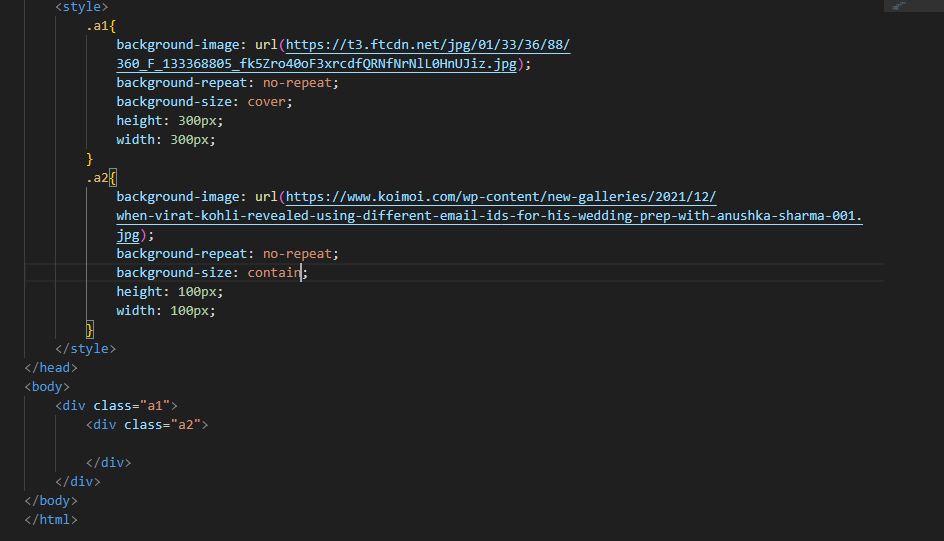 <style>
.a1{
background-image: url(https://t3.ftcdn.net/jpg/01/33/36/88/
360_F_133368805_fk5Zro40oF3xrcdfQRNfNrNlL0HnUJiz.jpg);
background-repeat: no-repeat;
background-size: cover;
height: 300px;
width: 300px;
}
.a2{
background-image: url(https://www.koimoi.com/wp-content/new-galleries/2021/12/
when-virat-kohli-revealed-using-different-email-ids-for-his-wedding-prep-with-anushka-sharma-001.
jpg);
background-repeat: no-repeat;
background-size: contain;
height: 100px;
width: 100px;
}
</style>
</head>
<body>
<div class="a1">
<div class="a2">
</div>
</div>
</body>
</html>